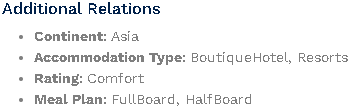 Additional Relations
• Continent: Asia
• Accommodation Type: BoutiqueHotel, Resorts
• Rating: Comfort
• Meal Plan: FullBoard, HalfBoard